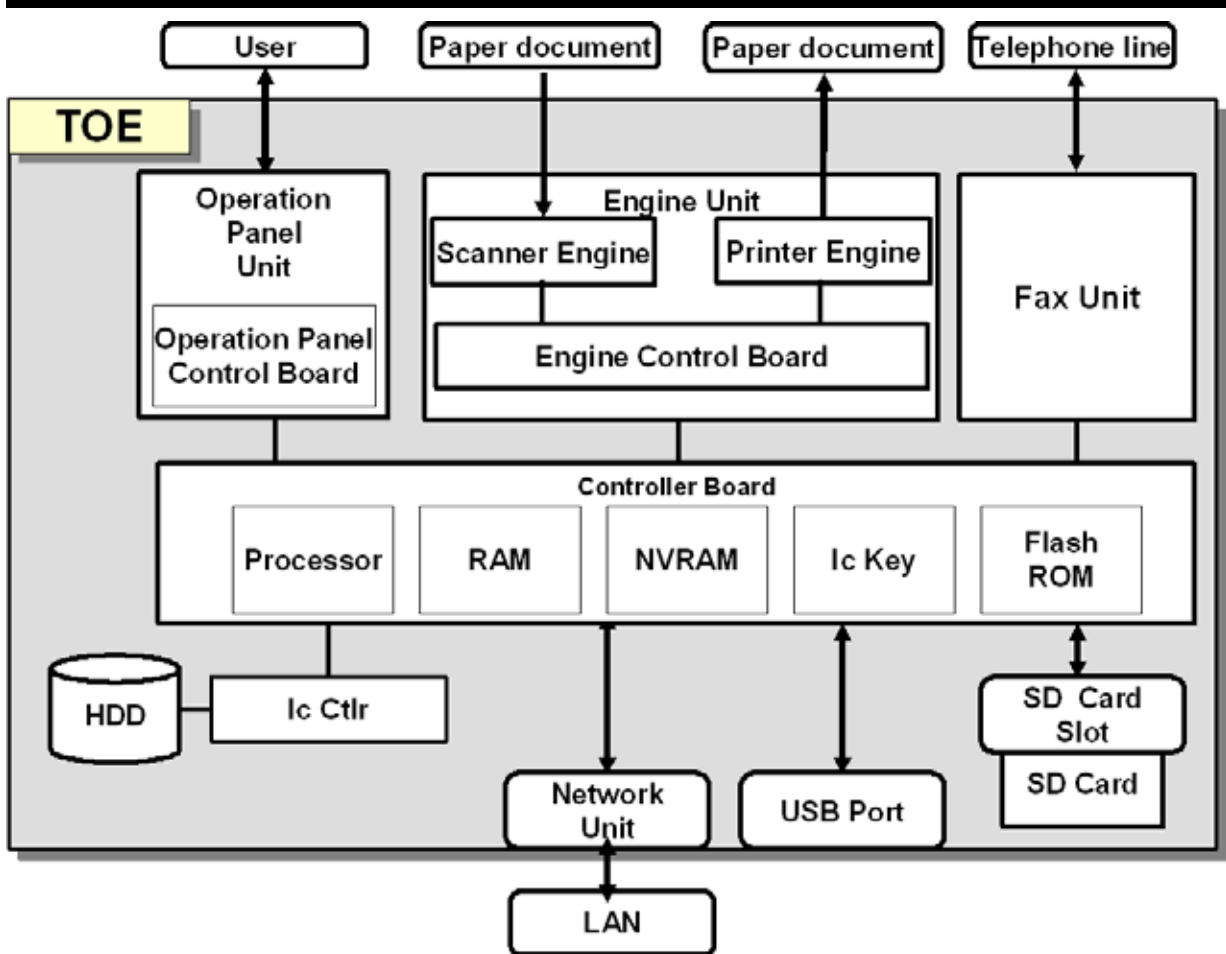 User
Paper document
Paper document
Telephone line
TOE
Operation
Panel
Unit
Operation Panel
Control Board
Engine Unit
Scanner Engine
Printer Engine
Engine Control Board
Fax Unit
Controller Board
Processor
RAM
NVRAM
Ic Key
Flash
ROM
HDD
Ic Ctlr
Network
Unit
USB Port
SD Card
Slot
SD Card
LAN